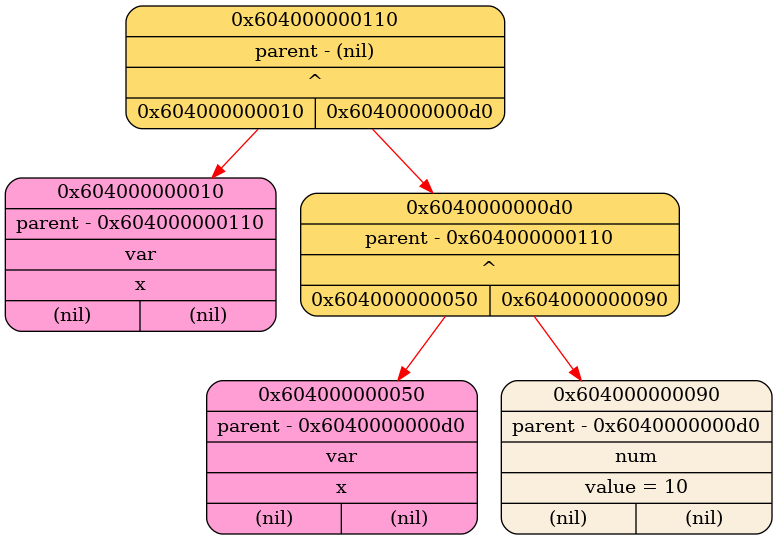 0x604000000110
parent - (nil)
^
0x604000000010 0x6040000000d0
0x604000000010
parent - 0x604000000110
var
x
(nil) (nil)
0x6040000000d0
parent - 0x604000000110
^
0x604000000050 0x604000000090
0x604000000050
parent - 0x6040000000d0
var
x
(nil) (nil)
0x604000000090
parent - 0x6040000000d0
num
value = 10
(nil) (nil)